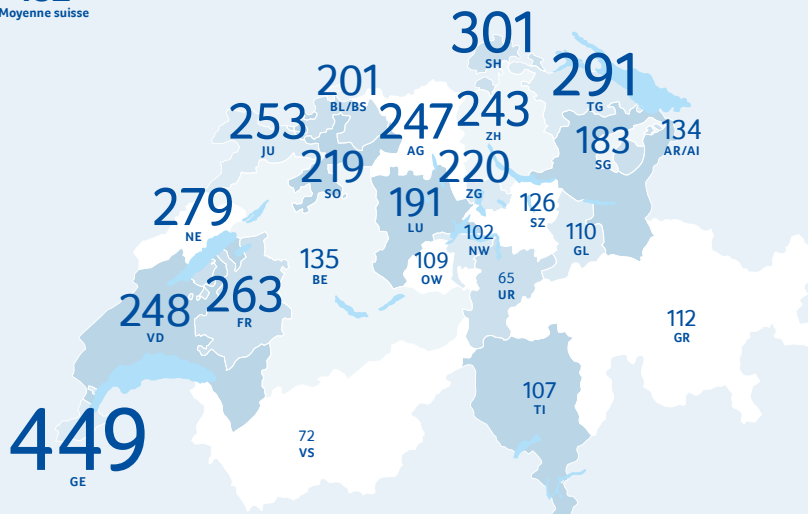 Moyenne suisse
301
SH
291
TG
201
BL/BS
253
JU
247
AG
243
ZH
183
SG
134
AR/AI
219
SO
220
ZG
191
LU
126
SZ
279
NE
102
NW
110
GL
135
BE
109
OW
65
UR
248
VD
263
FR
112
GR
107
TI
449
GE
72
VS